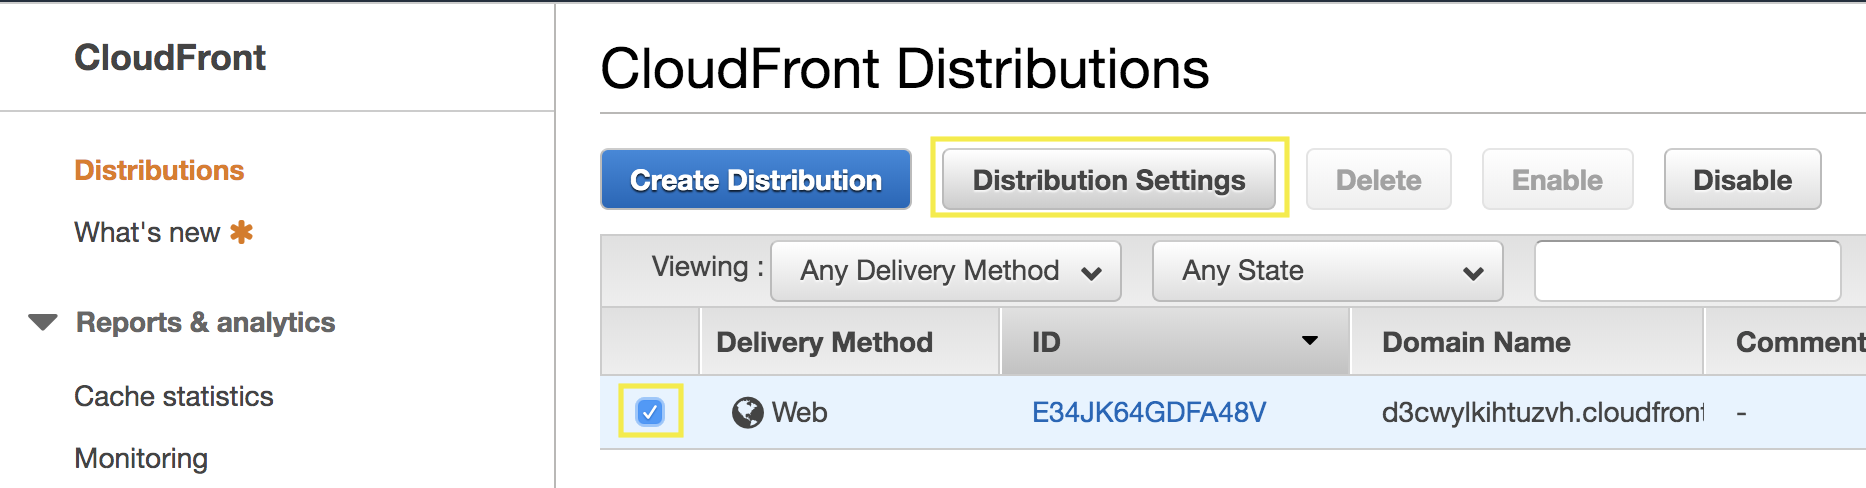 CloudFront
Distributions
What's new
Reports & analytics
Cache statistics
Monitoring
CloudFront Distributions
Create Distribution Distribution Settings Delete Enable Disable
Viewing : Any Delivery Method Any State
Delivery Method ID Domain Name Comment
Web E34JK64GDFA48V d3cwylkihtuzvh.cloudfront -